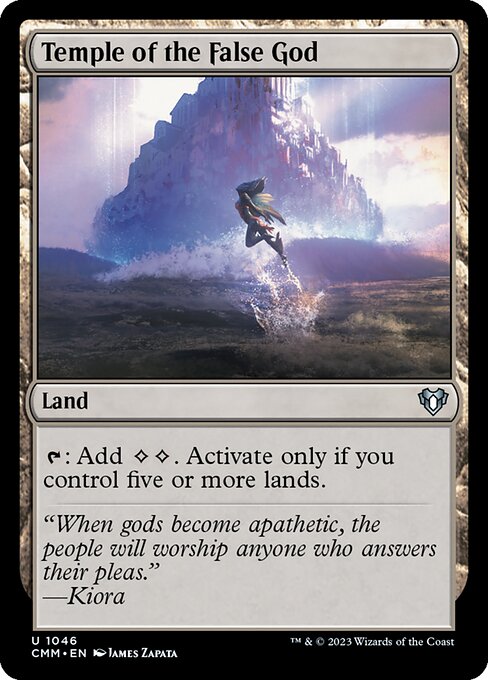 Temple of the False God
Land
: Add . Activate only if you
control five or more lands.
“When gods become apathetic, the
people will worship anyone who answers
their pleas.”
—Kiora
U 1046
™ & © 2023 Wizards of the Coast
CMM • EN James Zapata